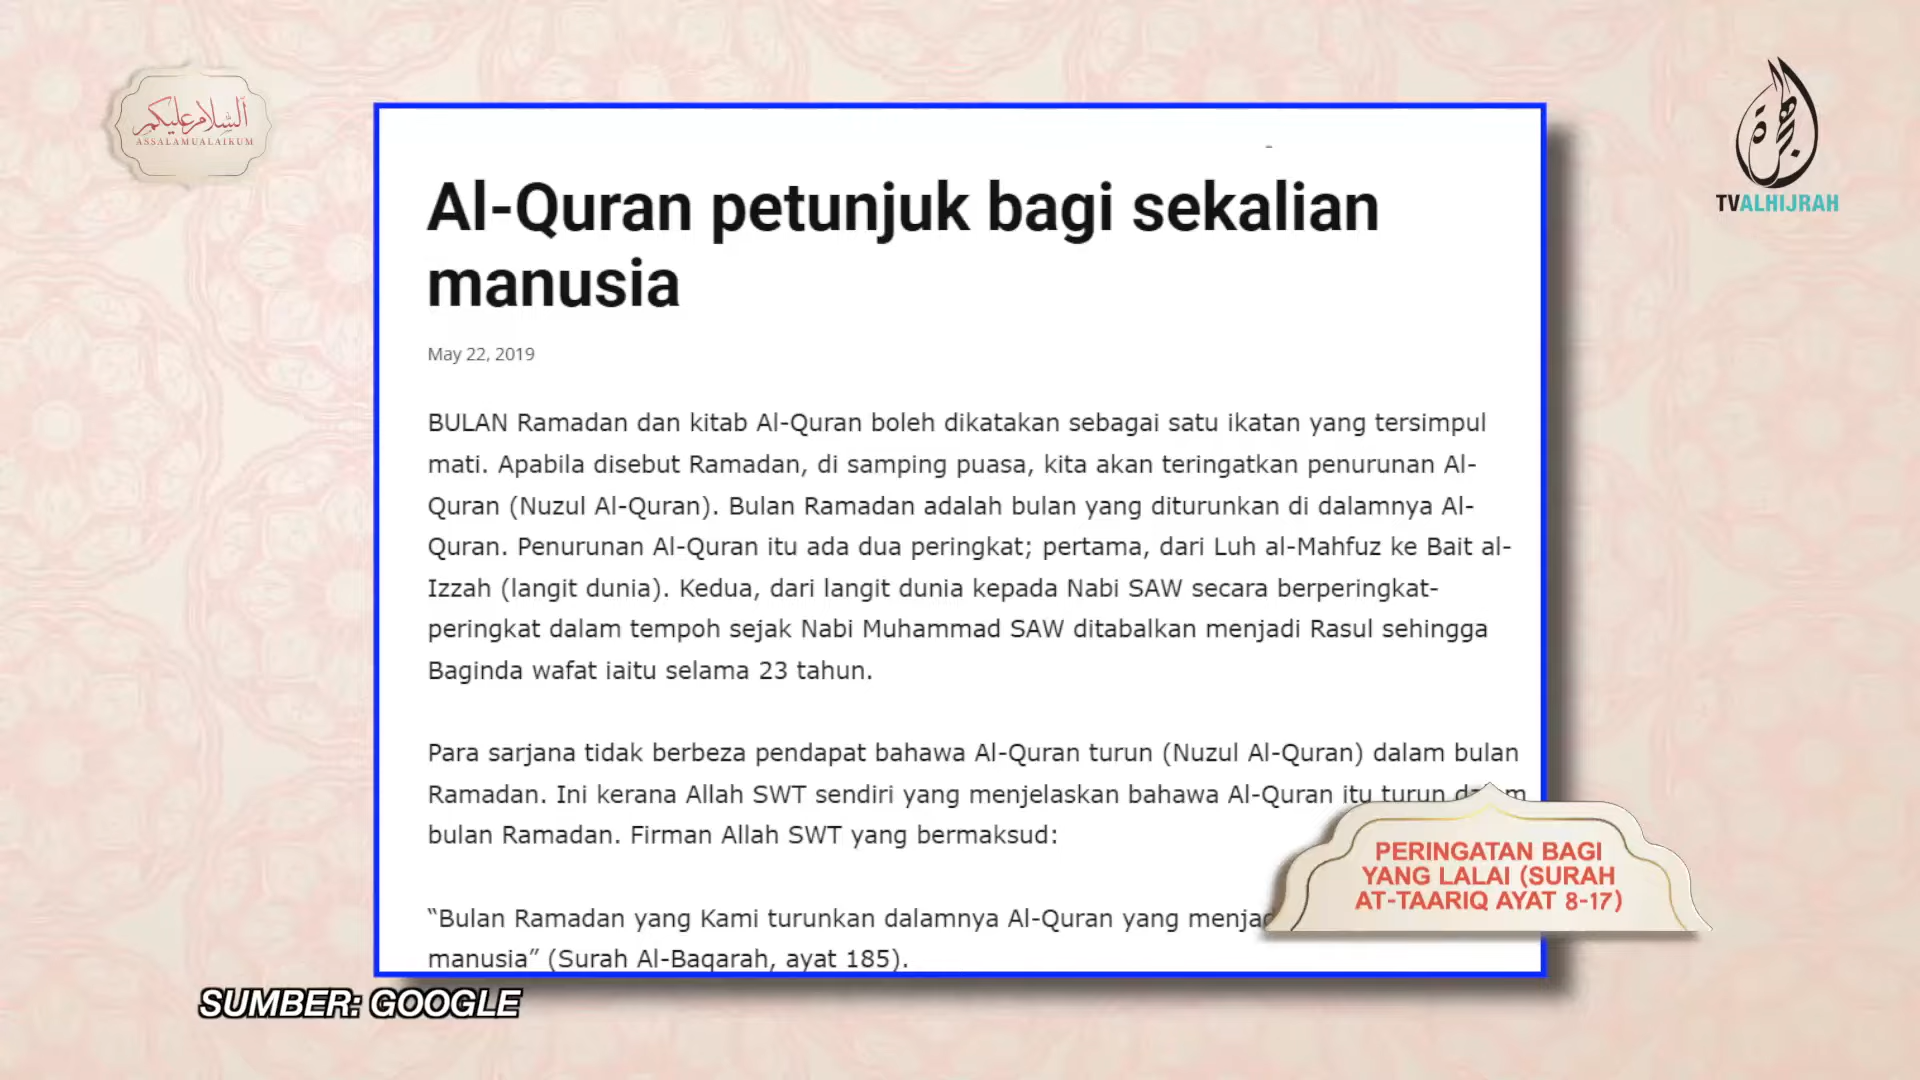 السلام عليكم
ASSALAMUALAIKUM
هجرة
TVALHIJRAH
Al-Quran petunjuk bagi sekalian
manusia
May 22, 2019
BULAN Ramadan dan kitab Al-Quran boleh dikatakan sebagai satu ikatan yang tersimpul
mati. Apabila disebut Ramadan, di samping puasa, kita akan teringatkan penurunan Al-
Quran (Nuzul Al-Quran). Bulan Ramadan adalah bulan yang diturunkan di dalamnya Al-
Quran. Penurunan Al-Quran itu ada dua peringkat; pertama, dari Luh al-Mahfuz ke Bait al-
Izzah (langit dunia). Kedua, dari langit dunia kepada Nabi SAW secara berperingkat-
peringkat dalam tempoh sejak Nabi Muhammad SAW ditabalkan menjadi Rasul sehingga
Baginda wafat iaitu selama 23 tahun.
Para sarjana tidak berbeza pendapat bahawa Al-Quran turun (Nuzul Al-Quran) dalam bulan
Ramadan. Ini kerana Allah SWT sendiri yang menjelaskan bahawa Al-Quran itu turun
bulan Ramadan. Firman Allah SWT yang bermaksud:
“Bulan Ramadan yang Kami turunkan dalamnya Al-Quran yang
manusia” (Surah Al-Baqarah, ayat 185).
PERINGATAN BAGI
YANG LALAI (SURAH
AT-TAARIQ AYAT 8-17)
SUMBER: GOOGLE